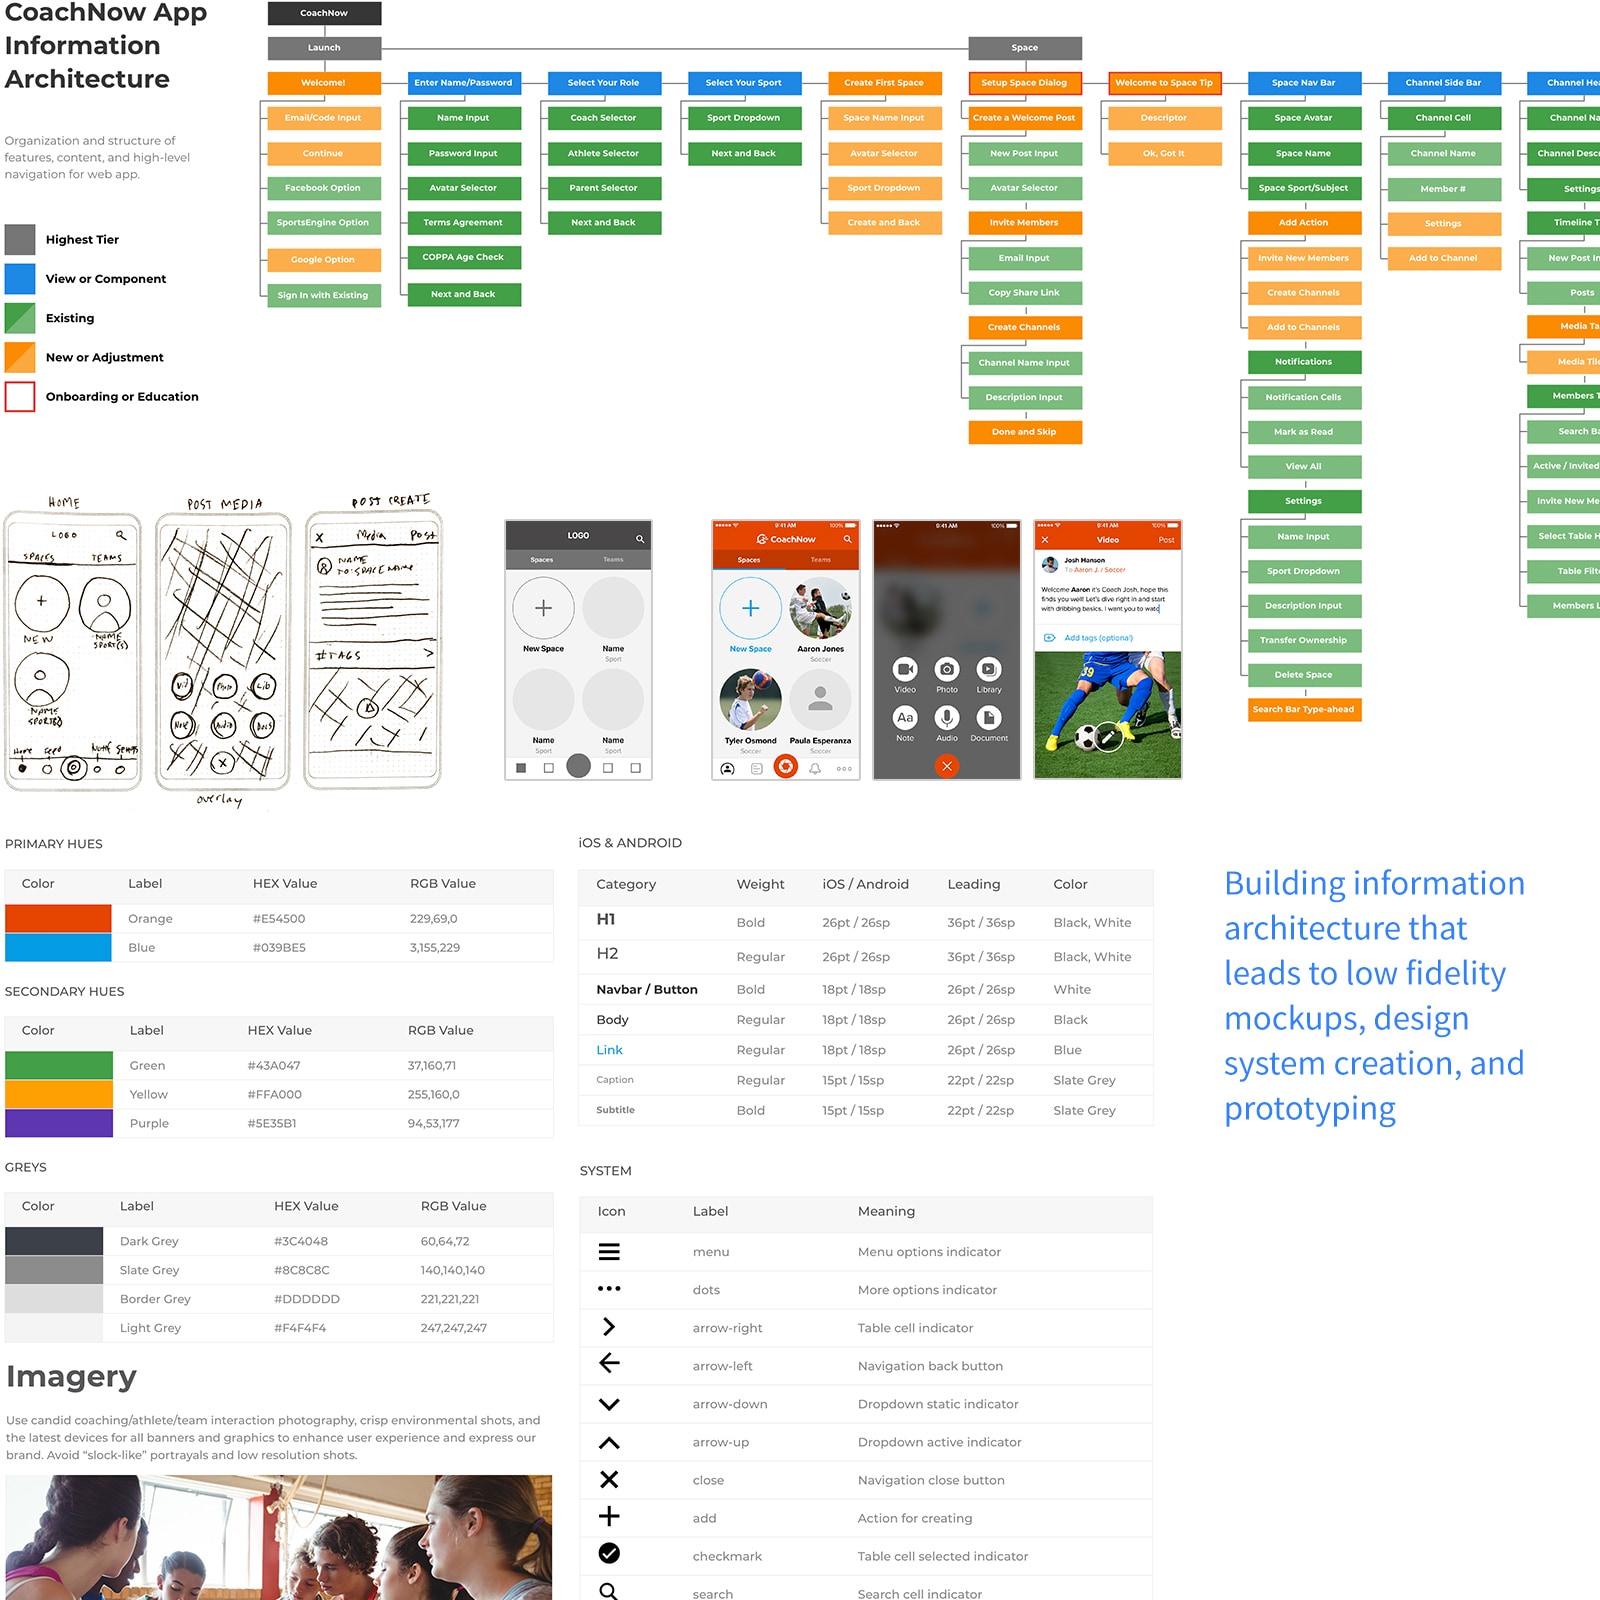 CoachNow App
Information
Architecture
Organization and structure of
features, content, and high-level
navigation for web app.
Highest Tier
View or Component
Existing
New or Adjustment
Onboarding or Education
CoachNow
Launch
Space
Welcome!
Email/Code Input
Continue
Facebook Option
SportsEngine Option
Google Option
Sign In with Existing
Enter Name/Password
Name Input
Password Input
Avatar Selector
Terms Agreement
COPPA Age Check
Next and Back
Select Your Role
Coach Selector
Athlete Selector
Parent Selector
Next and Back
Select Your Sport
Sport Dropdown
Next and Back
Create First Space
Space Name Input
Avatar Selector
Sport Dropdown
Create and Back
Setup Space Dialog
Create a Welcome Post
New Post Input
Avatar Selector
Invite Members
Email Input
Copy Share Link
Create Channels
Channel Name Input
Description Input
Done and Skip
Welcome to Space Tip
Descriptor
Ok, Got It
Space Nav Bar
Space Avatar
Space Name
Space Sport/Subject
Add Action
Invite New Members
Create Channels
Add to Channels
Notifications
Notification Cells
Mark as Read
View All
Settings
Name Input
Sport Dropdown
Description Input
Transfer Ownership
Delete Space
Search Bar Type-ahead
Channel Side Bar
Channel Cell
Channel Name
Member #
Settings
Add to Channel
Channel Hea
Channel Na
Channel Desc
Settings
Timeline T
New Post In
Posts
Media Ta
Media Tile
Members T
Search Ba
Active / Invited
Invite New Me
Select Table H
Table Filte
Members L
HOME
LOGO
SPACES TEAMS
+
NEW
NAME
SPORT(S)
NAME
SPORT(S)
Home Feed Notif Settings
POST MEDIA
Vid Photo Lib
Note Audio Docs
X
overlay
POST CREATE
X Media Post
NAME
TO: SPACE NAME
#TAGS >
LOGO
Spaces Teams
New Space Name
Sport
Name Name
Sport Sport
9:41 AM 100%
CoachNow
Spaces Teams
New Space Aaron Jones
Soccer
Tyler Osmond Paula Esperanza
Soccer Soccer
9:41 AM 100%
Video Photo Library
Aa
Note Audio Document
9:41 AM 100%
Video Post
Josh Hanson
To Aaron J. / Soccer
Welcome Aaron it's Coach Josh, hope this
finds you well! Let's dive right in and start
with dribbing basics. I want you to watc
Add tags (optional)
39
PRIMARY HUES
Color Label HEX Value RGB Value
Orange #E54500 229,69,0
Blue #039BE5 3,155,229
SECONDARY HUES
Color Label HEX Value RGB Value
Green #43A047 37,160,71
Yellow #FFA000 255,160,0
Purple #5E35B1 94,53,177
GREYS
Color Label HEX Value RGB Value
Dark Grey #3C4048 60,64,72
Slate Grey #8C8C8C 140,140,140
Border Grey #DDDDDD 221,221,221
Light Grey #F4F4F4 247,247,247
Imagery
Use candid coaching/athlete/team interaction photography, crisp environmental shots, and
the latest devices for all banners and graphics to enhance user experience and express our
brand. Avoid “slock-like” portrayals and low resolution shots.
iOS & ANDROID
Category Weight iOS / Android Leading Color
H1 Bold 26pt / 26sp 36pt / 36sp Black, White
H2 Regular 26pt / 26sp 36pt / 36sp Black, White
Navbar / Button Bold 18pt / 18sp 26pt / 26sp White
Body Regular 18pt / 18sp 26pt / 26sp Black
Link Regular 18pt / 18sp 26pt / 26sp Blue
Caption Regular 15pt / 15sp 22pt / 22sp Slate Grey
Subtitle Bold 15pt / 15sp 22pt / 22sp Slate Grey
SYSTEM
Icon Label Meaning
menu Menu options indicator
dots More options indicator
arrow-right Table cell indicator
arrow-left Navigation back button
arrow-down Dropdown static indicator
arrow-up Dropdown active indicator
close Navigation close button
add Action for creating
checkmark Table cell selected indicator
search Search cell indicator
Building information
architecture that
leads to low fidelity
mockups, design
system creation, and
prototyping